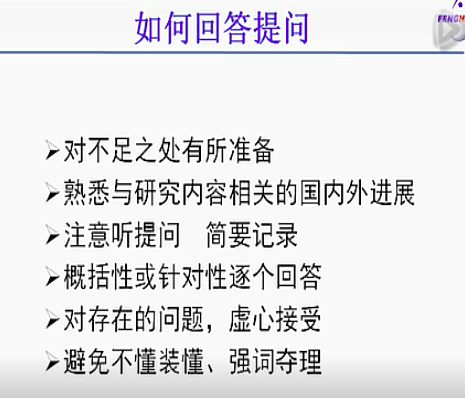 如何回答提问
➢对不足之处有所准备
➢熟悉与研究内容相关的国内外进展
➢注意听提问 简要记录
➢概括性或针对性逐个回答
➢对存在的问题，虚心接受
➢避免不懂装懂、强词夺理